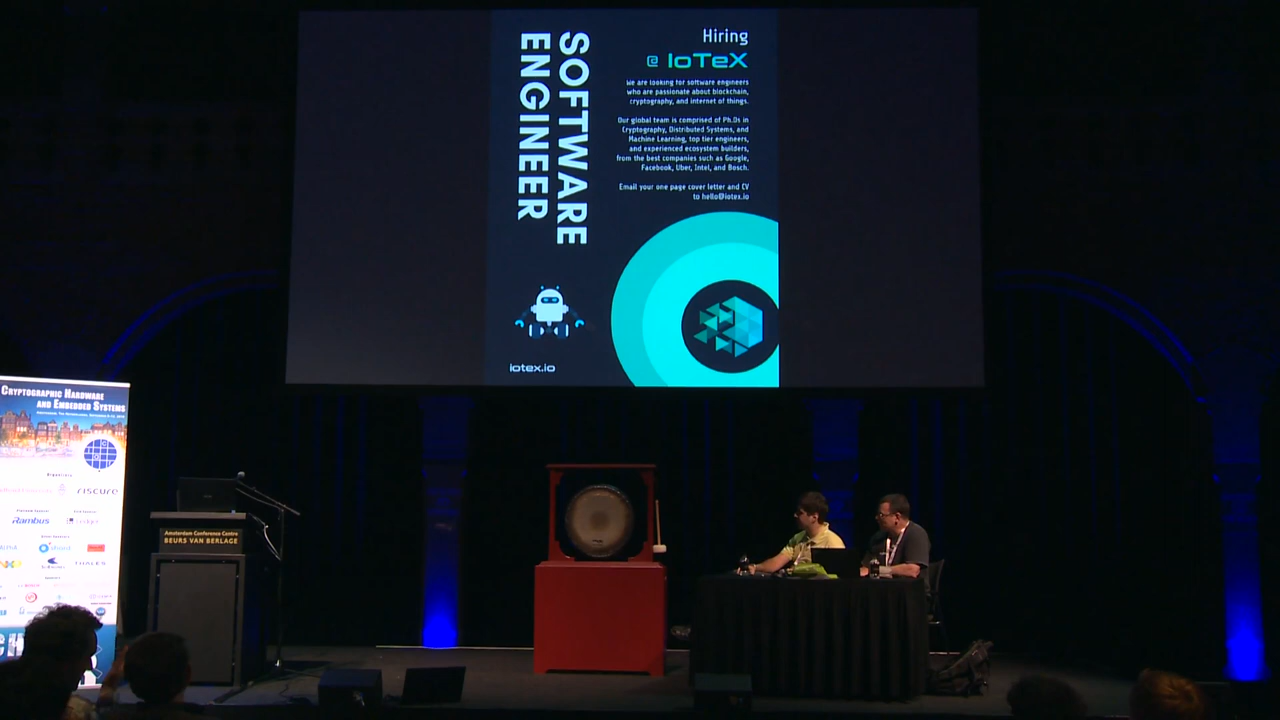 SOFTWARE
ENGINEER
Hiring
@ IoTeX
We are looking for software engineers
who are passionate about blockchain,
cryptography, and internet of things.
Our global team is comprised of Ph.Ds in
Cryptography, Distributed Systems, and
Machine Learning, top tier engineers,
and experienced ecosystem builders,
from the best companies such as Google,
Facebook, Uber, Intel, and Bosch.
Email your one page cover letter and CV
to hello@iotex.io
iotex.io
CRYPTOGRAPHIC HARDWARE
AND EMBEDDED SYSTEMS
riscure
Rambus
Ledger
THALES
Amsterdam Conference Centre
BEURS VAN BERLAGE